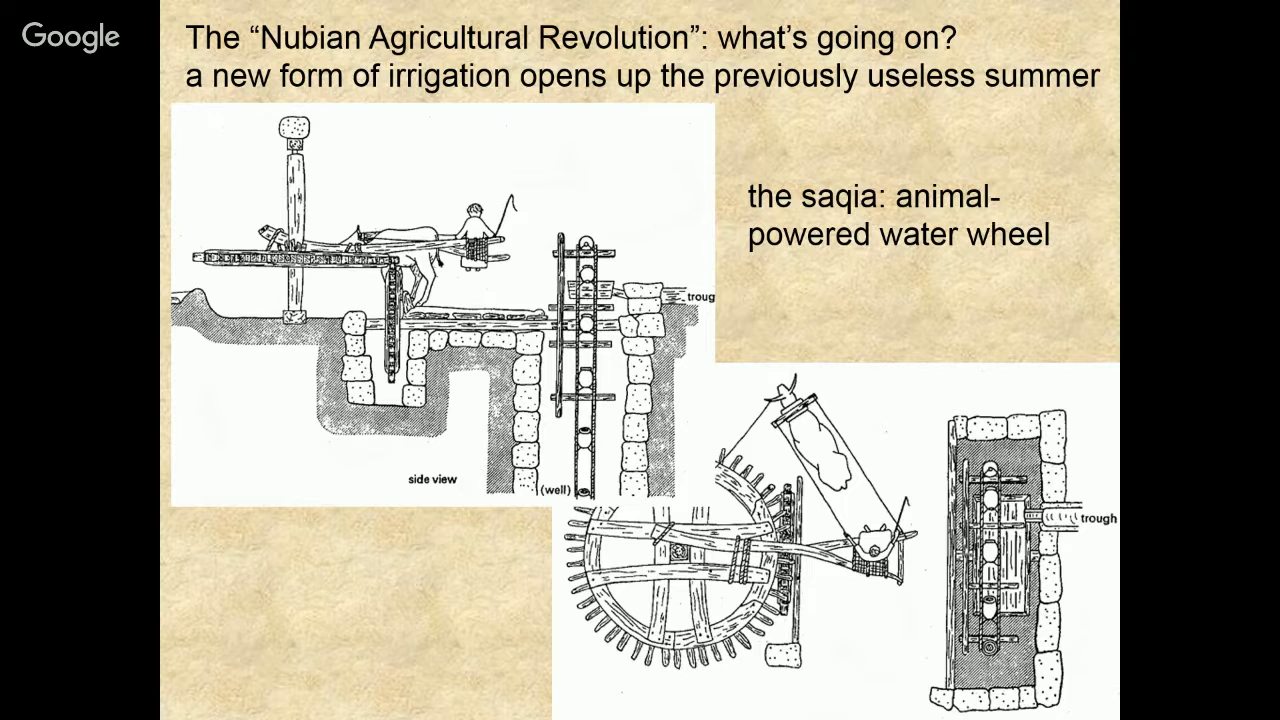 Google
The “Nubian Agricultural Revolution”: what’s going on?
a new form of irrigation opens up the previously useless summer
the saqia: animal-
powered water wheel
troug
side view
(well)
trough